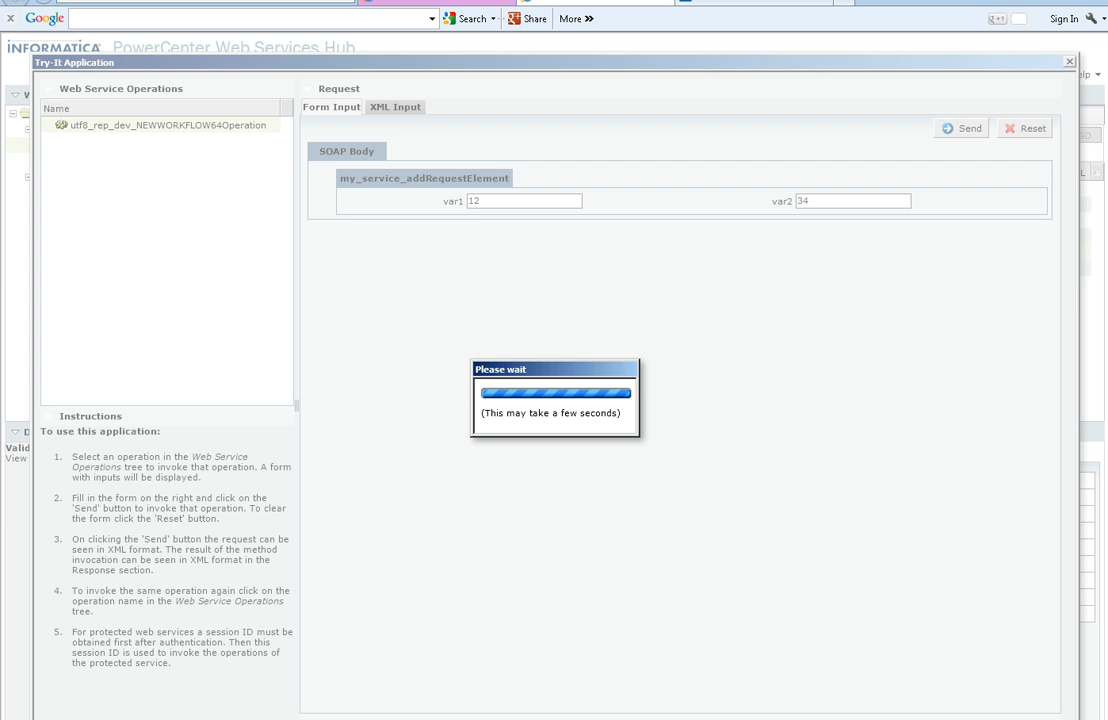 Google
Search
Share
More »
g+1
Sign In
INFORMATICA PowerCenter Web Services Hub
Try-It Application
Web Service Operations
Name
utf8_rep_dev_NEWWORKFLOW64Operation
Request
Form Input
XML Input
Send
Reset
SOAP Body
my_service_addRequestElement
var1 12
var2 34
Please wait
(This may take a few seconds)
Instructions
To use this application:
1. Select an operation in the Web Service
Operations tree to invoke that operation. A form
with inputs will be displayed.
2. Fill in the form on the right and click on the
'Send' button to invoke that operation. To clear
the form click the 'Reset' button.
3. On clicking the 'Send' button the request can be
seen in XML format. The result of the method
invocation can be seen in XML format in the
Response section.
4. To invoke the same operation again click on the
operation name in the Web Service Operations
tree.
5. For protected web services a session ID must be
obtained first after authentication. Then this
session ID is used to invoke the operations of
the protected service.
Valid
View